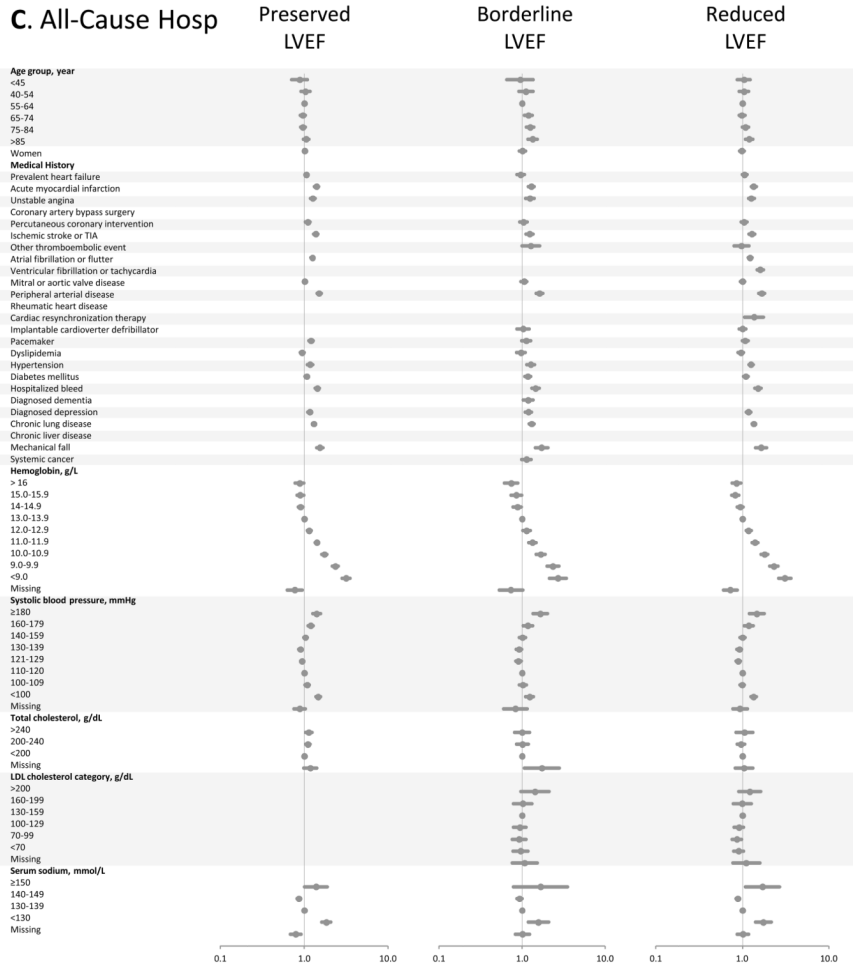 C. All-Cause Hosp
Preserved
LVEF
Borderline
LVEF
Reduced
LVEF
Age group, year
<45
40-54
55-64
65-74
75-84
>85
Women
Medical History
Prevalent heart failure
Acute myocardial infarction
Unstable angina
Coronary artery bypass surgery
Percutaneous coronary intervention
Ischemic stroke or TIA
Other thromboembolic event
Atrial fibrillation or flutter
Ventricular fibrillation or tachycardia
Mitral or aortic valve disease
Peripheral arterial disease
Rheumatic heart disease
Cardiac resynchronization therapy
Implantable cardioverter defribillator
Pacemaker
Dyslipidemia
Hypertension
Diabetes mellitus
Hospitalized bleed
Diagnosed dementia
Diagnosed depression
Chronic lung disease
Chronic liver disease
Mechanical fall
Systemic cancer
Hemoglobin, g/L
> 16
15.0-15.9
14-14.9
13.0-13.9
12.0-12.9
11.0-11.9
10.0-10.9
9.0-9.9
<9.0
Missing
Systolic blood pressure, mmHg
≥180
160-179
140-159
130-139
121-129
110-120
100-109
<100
Missing
Total cholesterol, g/dL
>240
200-240
<200
Missing
LDL cholesterol category, g/dL
>200
160-199
130-159
100-129
70-99
<70
Missing
Serum sodium, mmol/L
≥150
140-149
130-139
<130
Missing
0.1 1.0 10.0
0.1 1.0 10.0
0.1 1.0 10.0